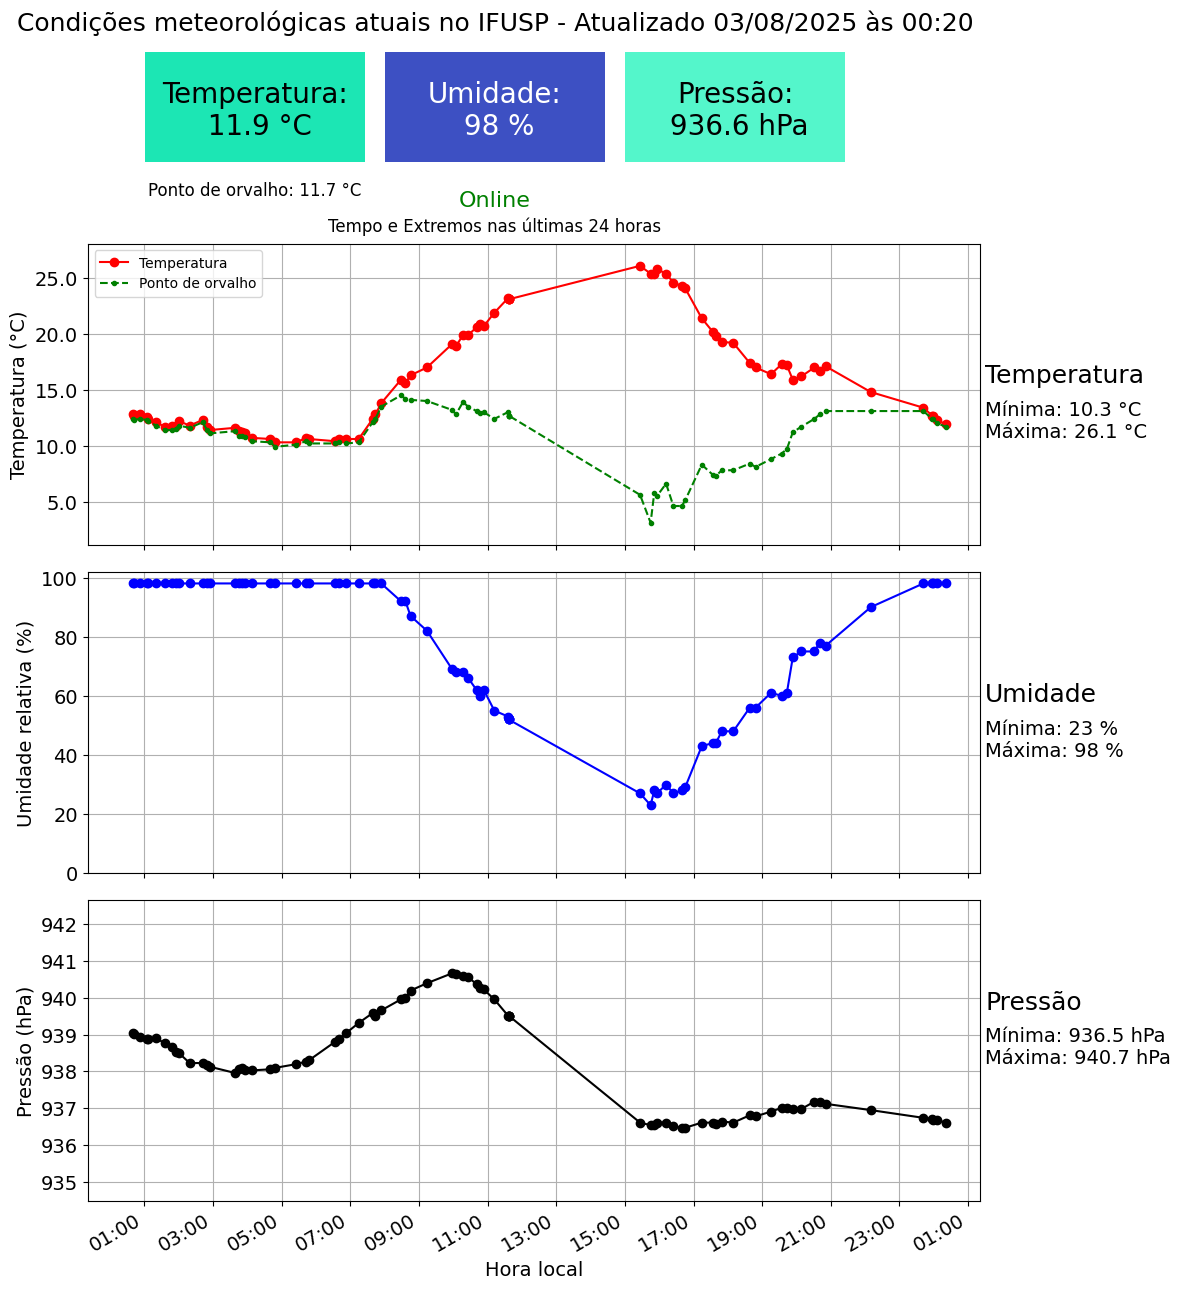 Condições meteorológicas atuais no IFUSP - Atualizado 03/08/2025 às 00:20
Temperatura:
11.9 °C
Umidade:
98 %
Pressão:
936.6 hPa
Ponto de orvalho: 11.7 °C
Online
Tempo e Extremos nas últimas 24 horas
Temperatura (°C)
25.0
20.0
15.0
10.0
5.0
Temperatura
Ponto de orvalho
Temperatura
Mínima: 10.3 °C
Máxima: 26.1 °C
Umidade relativa (%)
100
80
60
40
20
0
Umidade
Mínima: 23 %
Máxima: 98 %
Pressão (hPa)
942
941
940
939
938
937
936
935
Pressão
Mínima: 936.5 hPa
Máxima: 940.7 hPa
01:00 03:00 05:00 07:00 09:00 11:00 13:00 15:00 17:00 19:00 21:00 23:00 01:00
Hora local